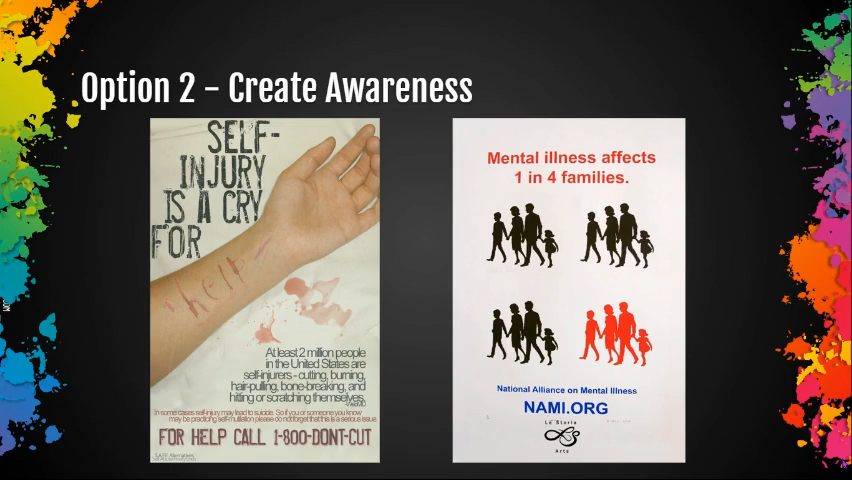 Option 2 - Create Awareness
SELF-
INJURY
IS A CRY
FOR
help
At least 2 million people
in the United States are
self-injurers - cutting, burning,
hair-pulling, bone-breaking, and
hitting or scratching themselves.
-WebMD
In some cases self-injury may lead to suicide. So if you or someone you know
may be practicing self-mutilation please do not forget that this is a serious issue.
FOR HELP CALL 1-800-DONT-CUT
S.A.F.E. Alternatives
Mental illness affects
1 in 4 families.
National Alliance on Mental Illness
NAMI.ORG
La Storia
Arts